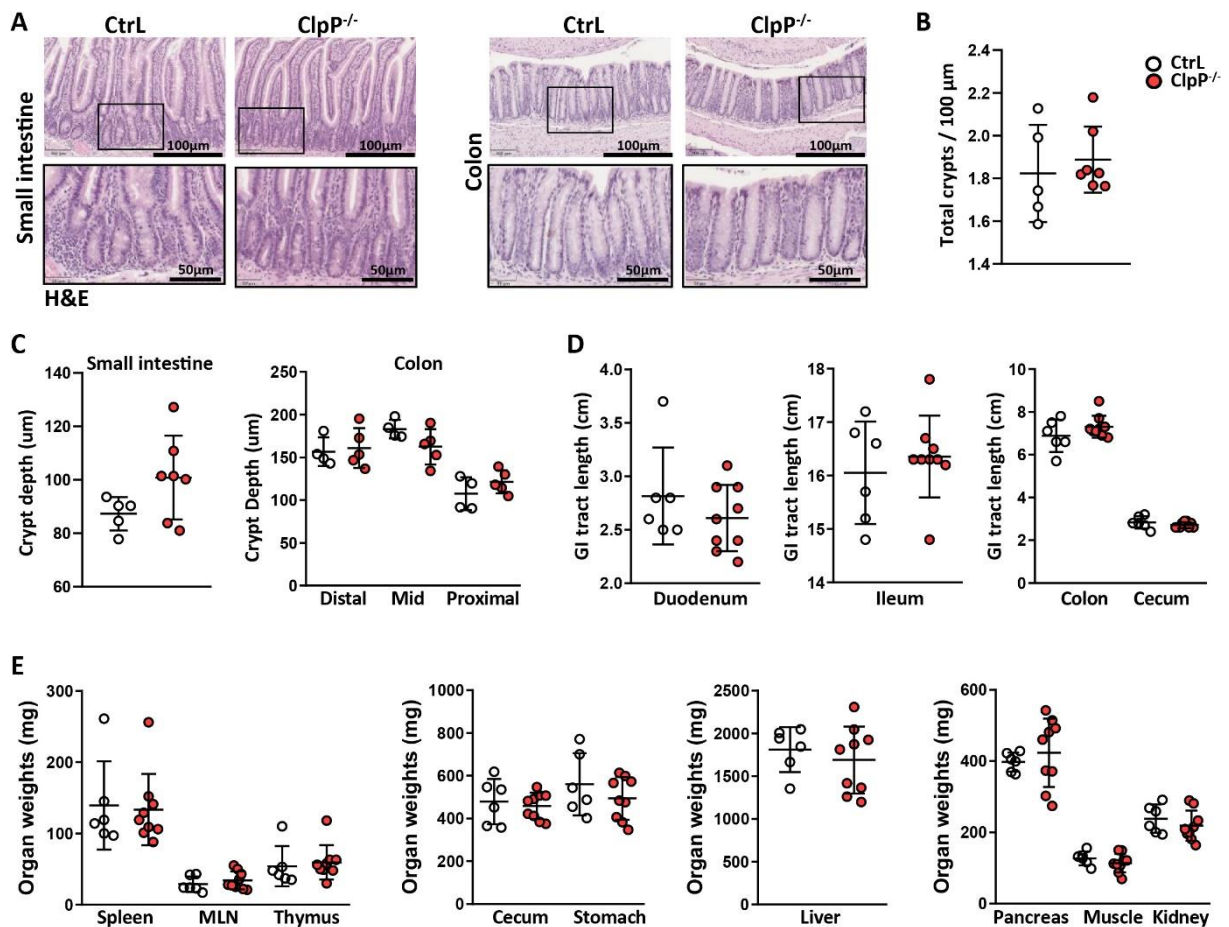 A
CtrL
ClpP-/-
CtrL
ClpP-/-
Small intestine
100µm
100µm
50µm
50µm
H&E
Colon
100µm
100µm
50µm
50µm
B
Total crypts / 100 µm
2.4
2.2
2.0
1.8
1.6
1.4
CtrL
ClpP-/-
C
Small intestine
Crypt depth (um)
140
120
100
80
60
Colon
Crypt Depth (um)
250
200
150
100
50
0
Distal Mid Proximal
D
GI tract length (cm)
4.0
3.5
3.0
2.5
2.0
Duodenum
GI tract length (cm)
18
17
16
15
14
Ileum
GI tract length (cm)
10
8
6
4
2
0
Colon Cecum
E
Organ weights (mg)
300
200
100
0
Spleen MLN Thymus
Organ weights (mg)
1000
800
600
400
200
0
Cecum Stomach
Organ weights (mg)
2500
2000
1500
1000
500
0
Liver
Organ weights (mg)
600
400
200
0
Pancreas Muscle Kidney